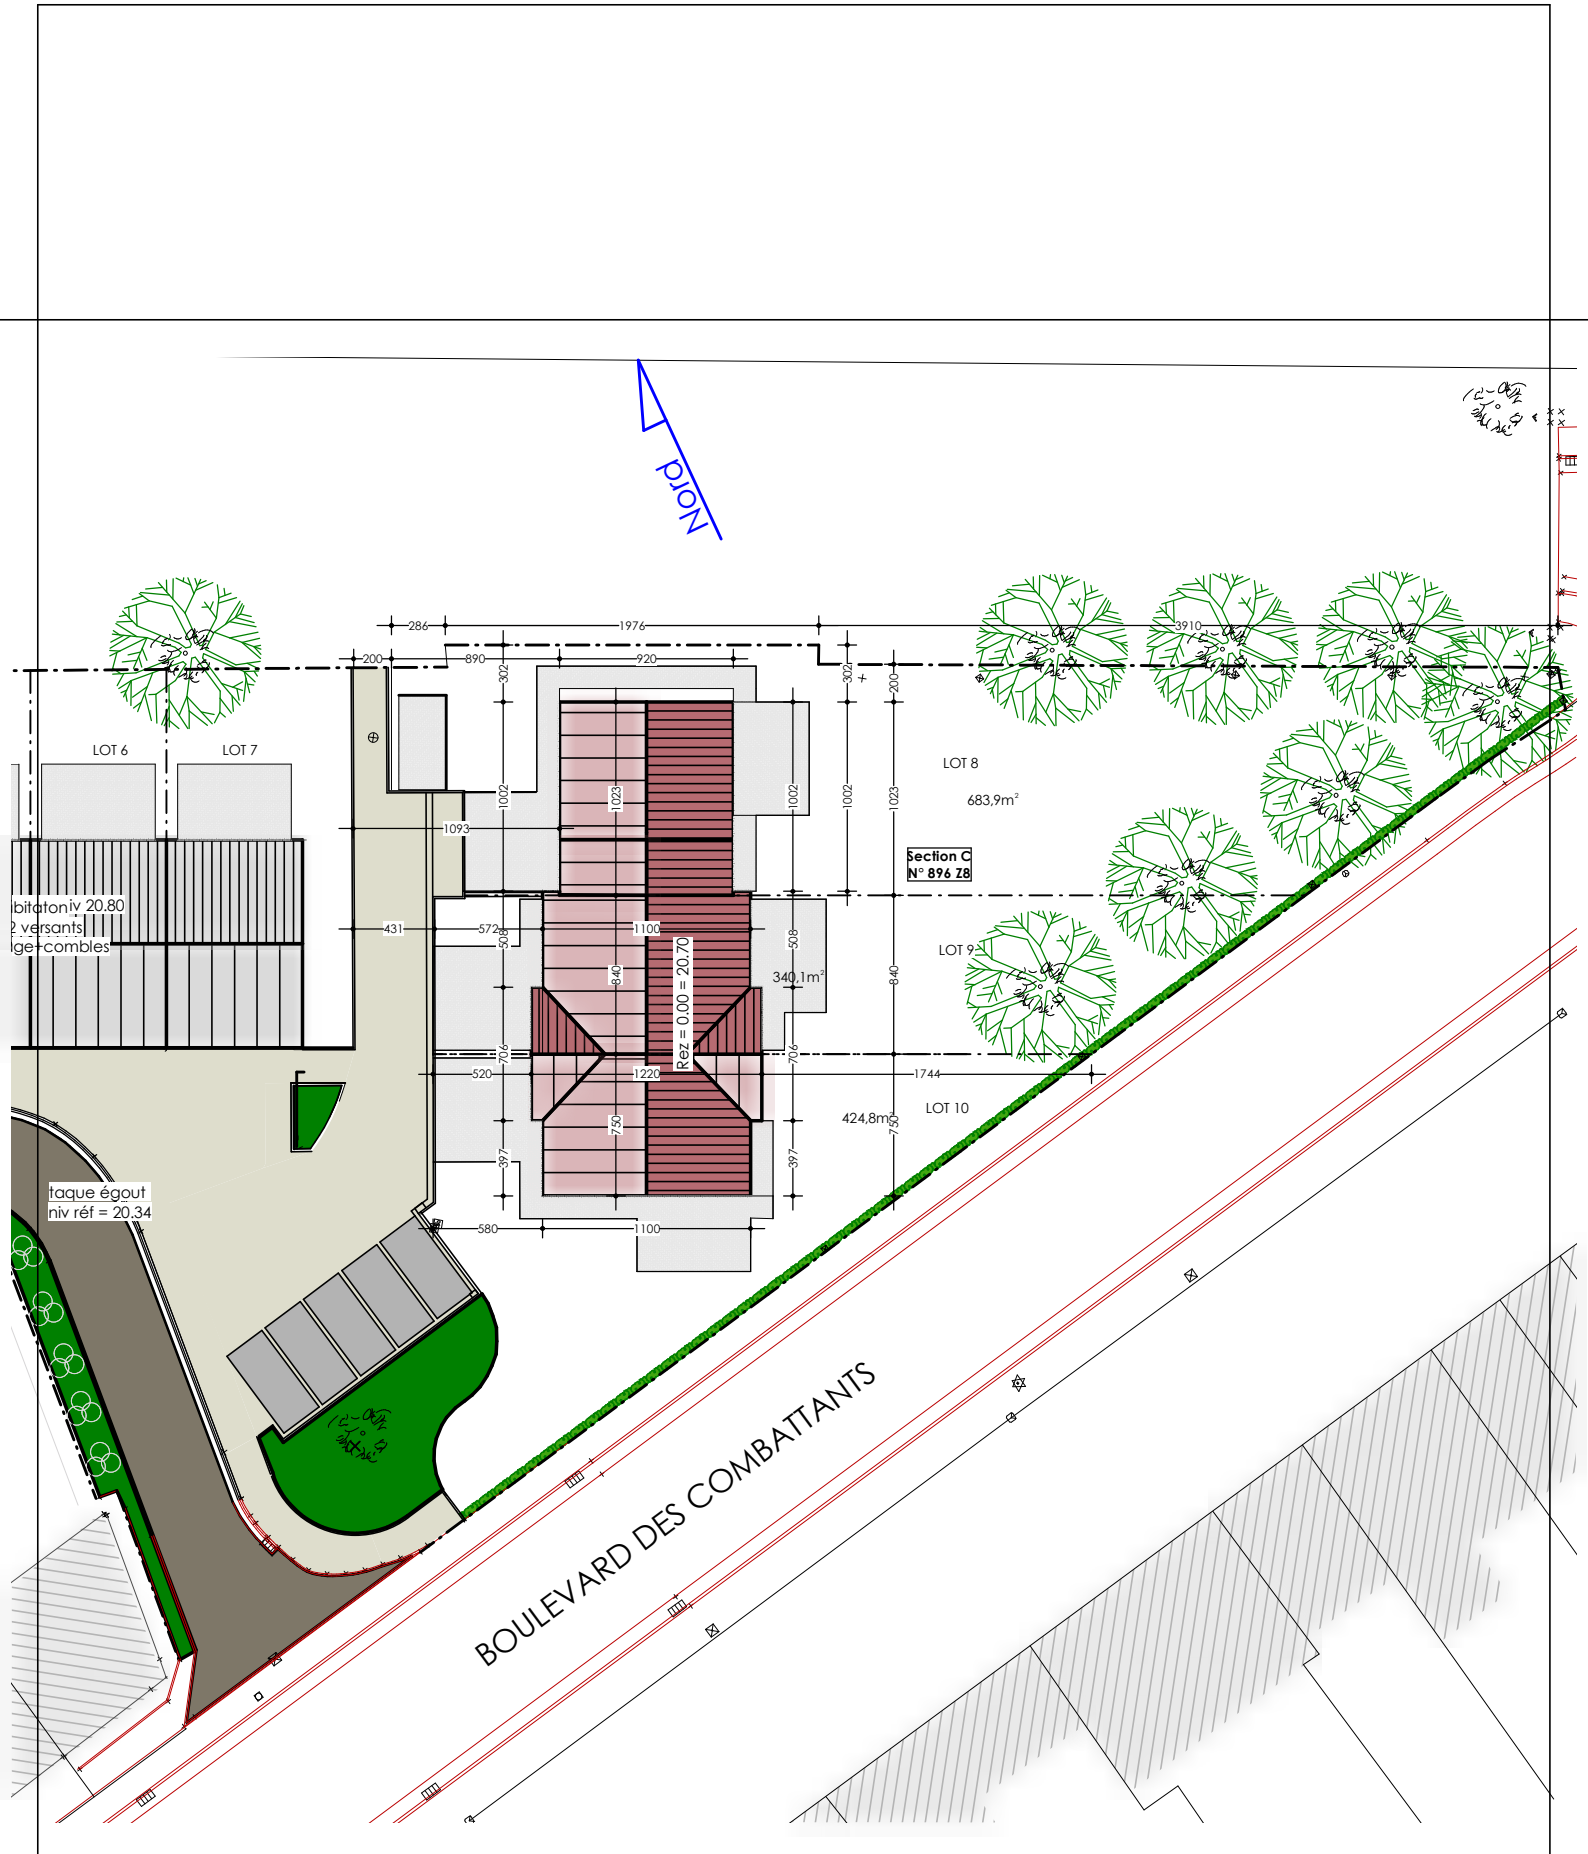 Nord
286
1976
3910
200
890
920
302
302
200
LOT 6
LOT 7
LOT 8
683,9m²
1002
1023
1002
1002
1023
1093
Section C
N° 896 Z8
ibitatoniv 20.80
2 versants
ge+combles
431
572
508
1100
508
LOT 9
340,1m²
840
840
Rez = 0.00 = 20.70
706
706
520
1220
1744
LOT 10
424,8m²
750
750
397
397
taque égout
niv réf = 20.34
580
1100
BOULEVARD DES COMBATTANTS